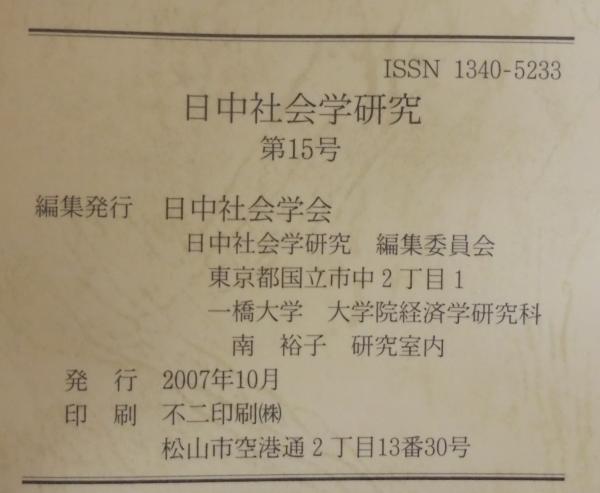 ISSN 1340-5233
日中社会学研究
第15号
編集発行 日中社会学会
日中社会学研究 編集委員会
東京都国立市中2丁目1
一橋大学 大学院経済学研究科
南 裕子 研究室内
発 行 2007年10月
印 刷 不二印刷㈱
松山市空港通2丁目13番30号